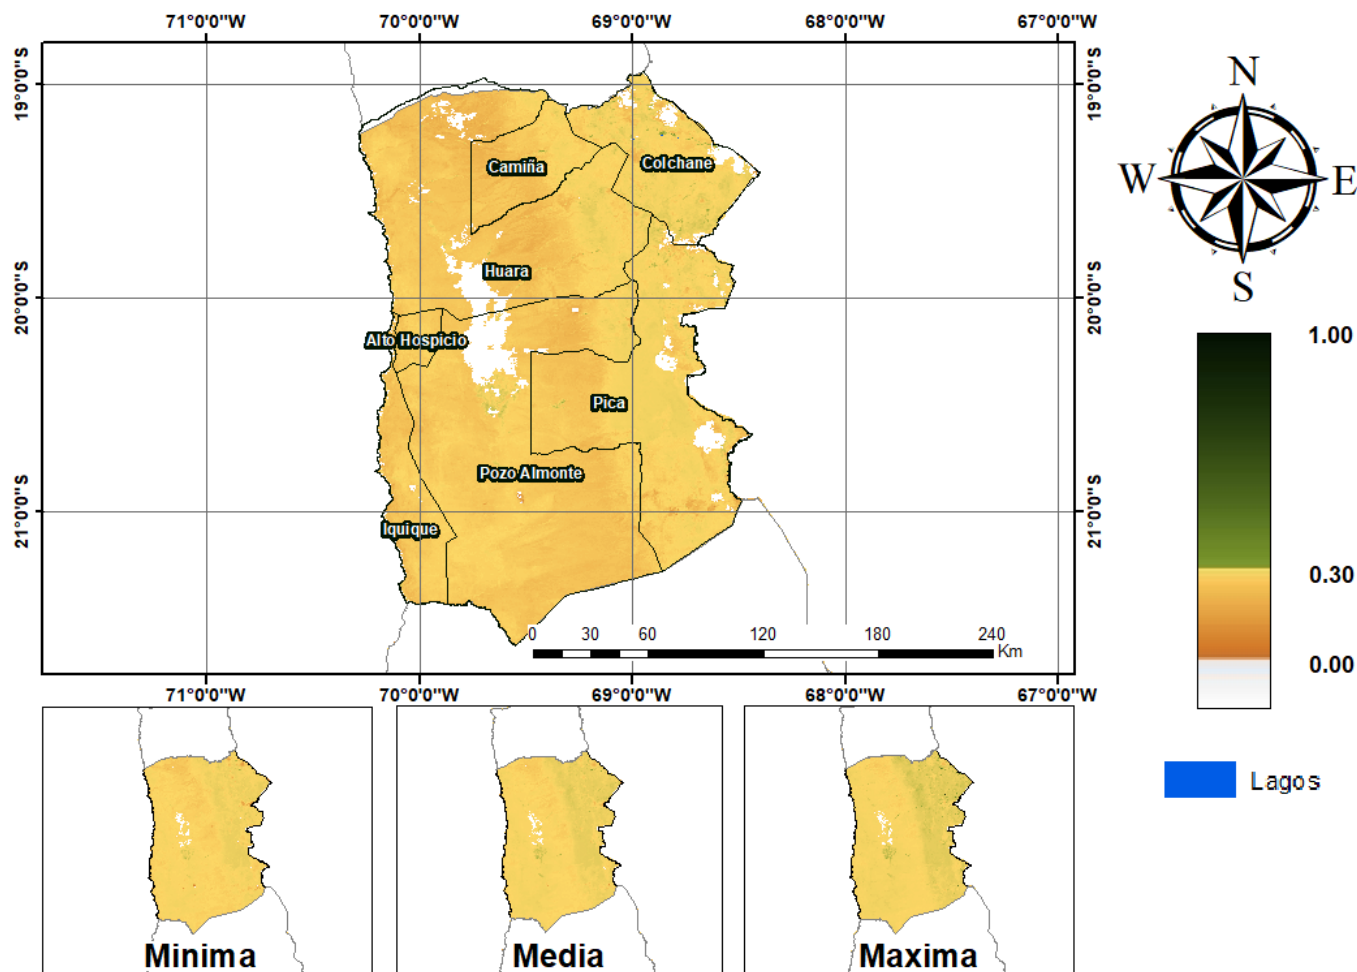 71°0'0"W 70°0'0"W 69°0'0"W 68°0'0"W 67°0'0"W
19°0'0"S 19°0'0"S
20°0'0"S 20°0'0"S
21°0'0"S 21°0'0"S
Camiña
Colchane
Huara
Alto Hospicio
Pica
Pozo Almonte
Iquique
0 30 60 120 180 240
Km
71°0'0"W 70°0'0"W 69°0'0"W 68°0'0"W 67°0'0"W
N
W E
S
1.00
0.30
0.00
Lagos
Minima Media Maxima